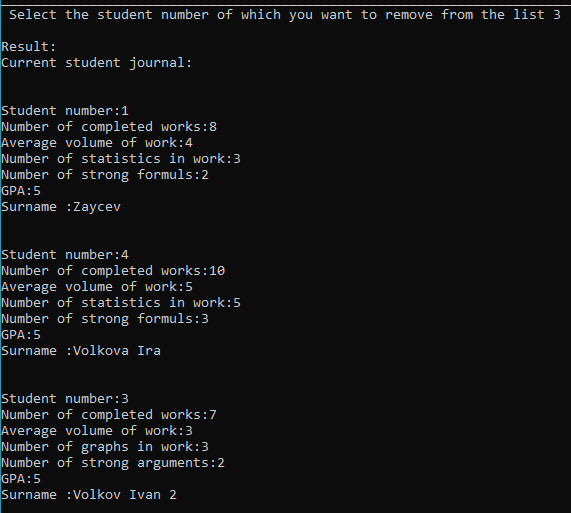 Select the student number of which you want to remove from the list 3
Result:
Current student journal:
Student number:1
Number of completed works:8
Average volume of work:4
Number of statistics in work:3
Number of strong formuls:2
GPA:5
Surname :Zaycev
Student number:4
Number of completed works:10
Average volume of work:5
Number of statistics in work:5
Number of strong formuls:3
GPA:5
Surname :Volkova Ira
Student number:3
Number of completed works:7
Average volume of work:3
Number of graphs in work:3
Number of strong arguments:2
GPA:5
Surname :Volkov Ivan 2